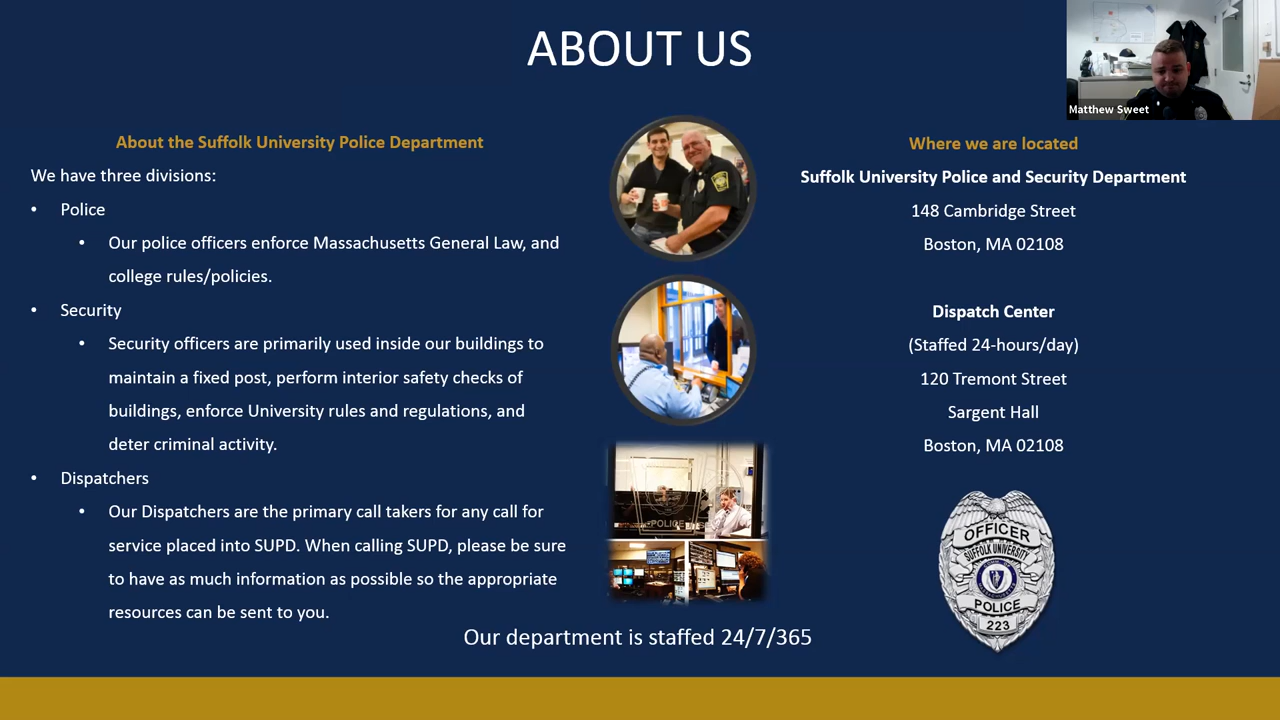 ABOUT US
Matthew Sweet
About the Suffolk University Police Department
We have three divisions:
• Police
• Our police officers enforce Massachusetts General Law, and
college rules/policies.
• Security
• Security officers are primarily used inside our buildings to
maintain a fixed post, perform interior safety checks of
buildings, enforce University rules and regulations, and
deter criminal activity.
• Dispatchers
• Our Dispatchers are the primary call takers for any call for
service placed into SUPD. When calling SUPD, please be sure
to have as much information as possible so the appropriate
resources can be sent to you.
POLICE
Where we are located
Suffolk University Police and Security Department
148 Cambridge Street
Boston, MA 02108
Dispatch Center
(Staffed 24-hours/day)
120 Tremont Street
Sargent Hall
Boston, MA 02108
OFFICER
SUFFOLK UNIVERSITY
POLICE
223
Our department is staffed 24/7/365